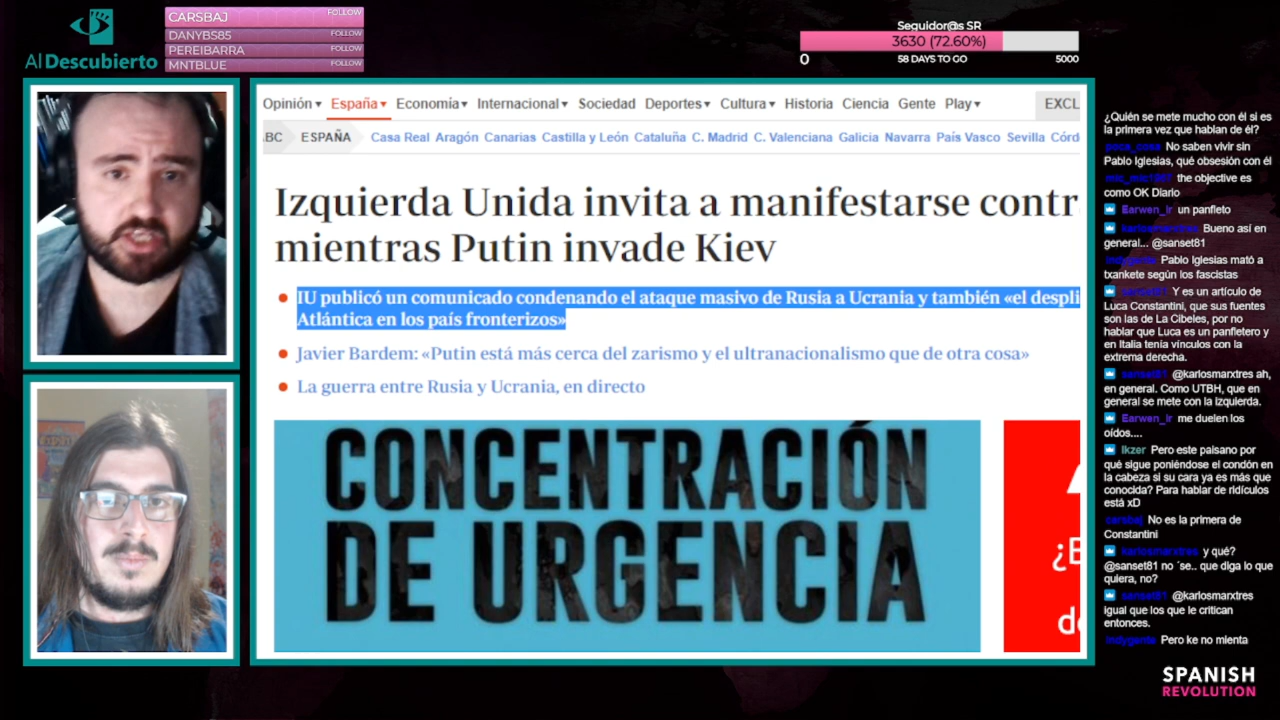 Al Descubierto
CARSBAJ FOLLOW
DANYBS85 FOLLOW
PEREIBARRA FOLLOW
MNTBLUE FOLLOW
Seguidor@s SR
3630 (72.60%)
0 58 DAYS TO GO 5000
Opinión España Economía Internacional Sociedad Deportes Cultura Historia Ciencia Gente Play EXCL
BC ESPAÑA Casa Real Aragón Canarias Castilla y León Cataluña C. Madrid C. Valenciana Galicia Navarra País Vasco Sevilla Córd
Izquierda Unida invita a manifestarse contr
mientras Putin invade Kiev
IU publicó un comunicado condenando el ataque masivo de Rusia a Ucrania y también «el despli
Atlántica en los país fronterizos»
Javier Bardem: «Putin está más cerca del zarismo y el ultranacionalismo que de otra cosa»
La guerra entre Rusia y Ucrania, en directo
CONCENTRACIÓN
DE URGENCIA
¿E
de
¿Quién se mete mucho con él si es
la primera vez que hablan de él?
poca_cosa No saben vivir sin
Pablo Iglesias, qué obsesión con él
the objective es
como OK Diario
Earwen_ir un panfleto
karlosmarxtres Bueno así en
general... @sanset81
indygente Pablo Iglesias mató a
txankete según los fascistas
sanset81 Y es un artículo de
Luca Constantini, que sus fuentes
son las de La Cibeles, por no
hablar que Luca es un panfletero y
en Italia tenía vínculos con la
extrema derecha.
sanset81 @karlosmarxtres ah,
en general. Como UTBH, que en
general se mete con la izquierda.
Earwen_ir me duelen los
oídos....
Ikzer Pero este paisano por
qué sigue poniéndose el condón en
la cabeza si su cara ya es más que
conocida? Para hablar de ridículos
está xD
carsbaj No es la primera de
Constantini
karlosmarxtres y qué?
@sanset81 no ´se.. que diga lo que
quiera, no?
sanset81 @karlosmarxtres
igual que los que le critican
entonces.
indygente Pero ke no mienta
SPANISH
REVOLUTION